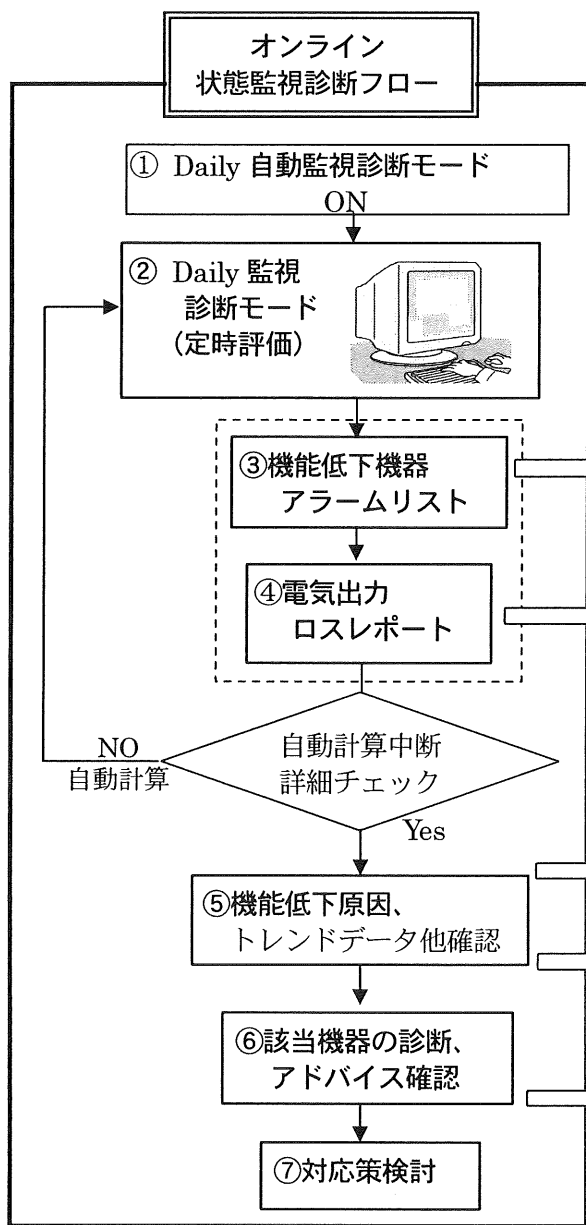 オンライン
状態監視診断フロー
① Daily 自動監視診断モード
ON
② Daily 監視
診断モード
（定時評価）
③機能低下機器
アラームリスト
④電気出力
ロスレポート
自動計算中断
詳細チェック
NO
自動計算
Yes
⑤機能低下原因、
トレンドデータ他確認
⑥該当機器の診断、
アドバイス確認
⑦対応策検討